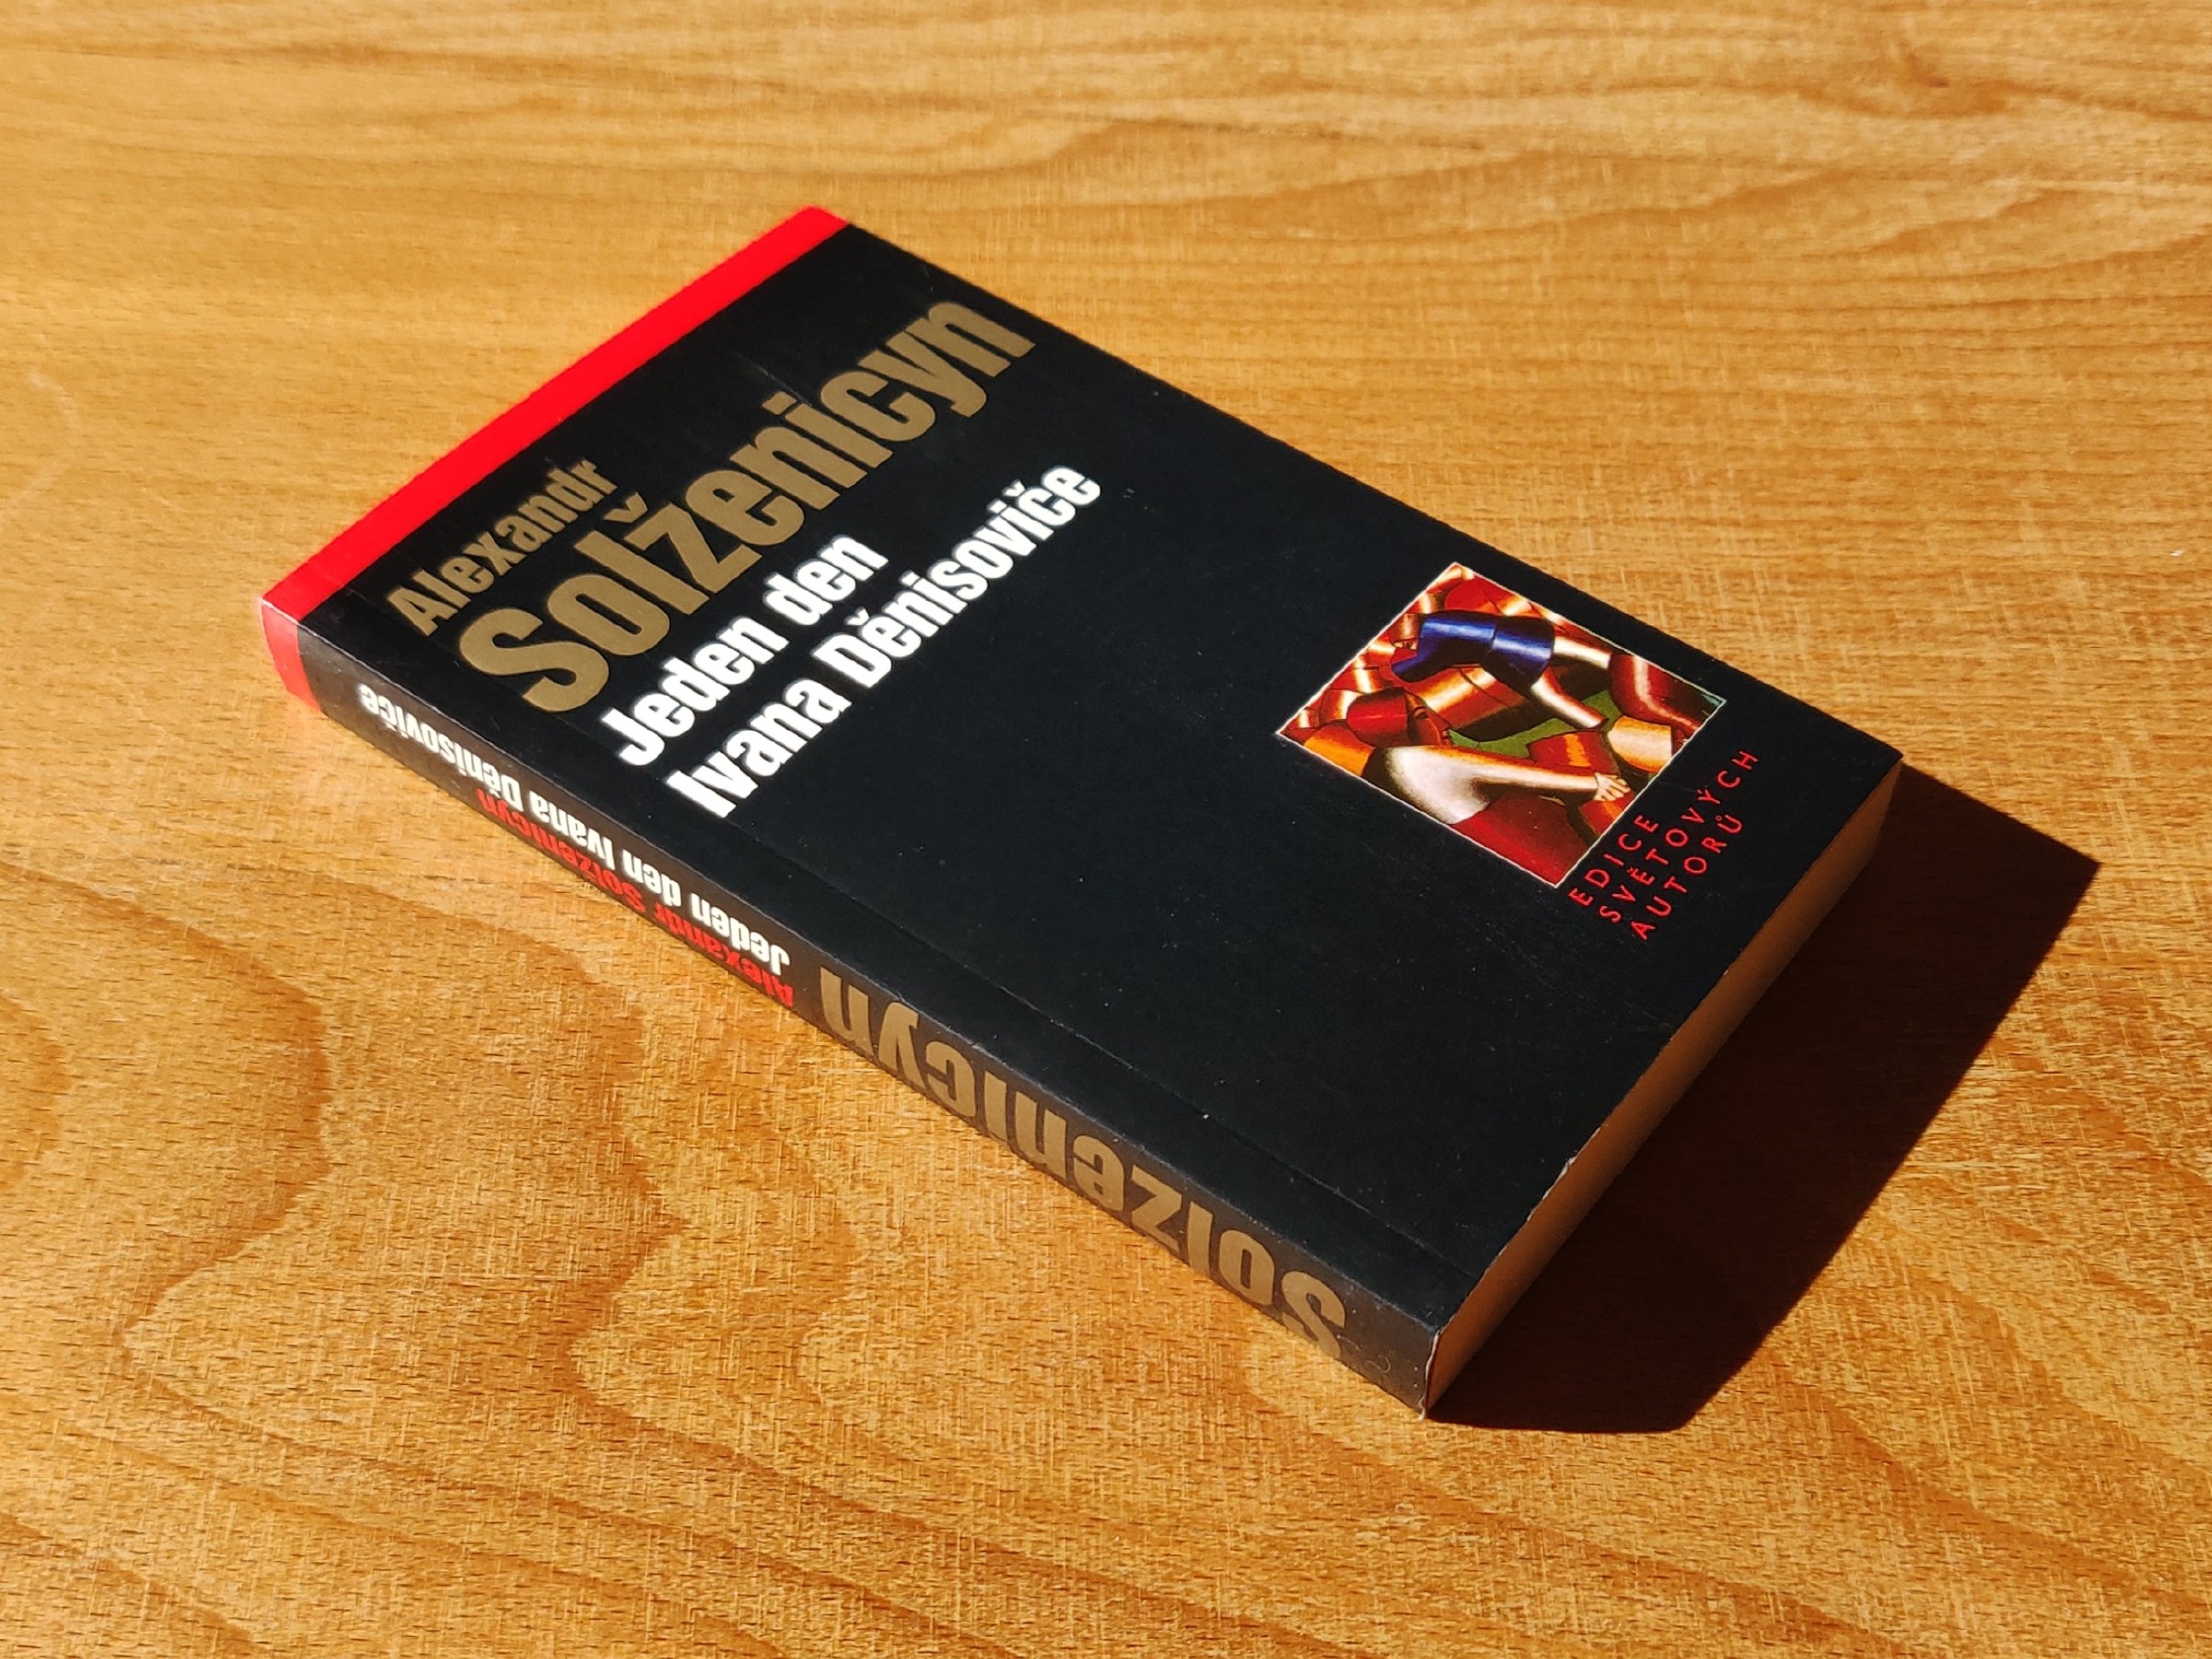 Alexandr
Solženicyn
Jeden den
Ivana Děnisoviče
EDICE
SVĚTOVÝCH
AUTORŮ
Jeden den Ivana Děnisoviče
Alexandr Solženicyn
Solženicyn